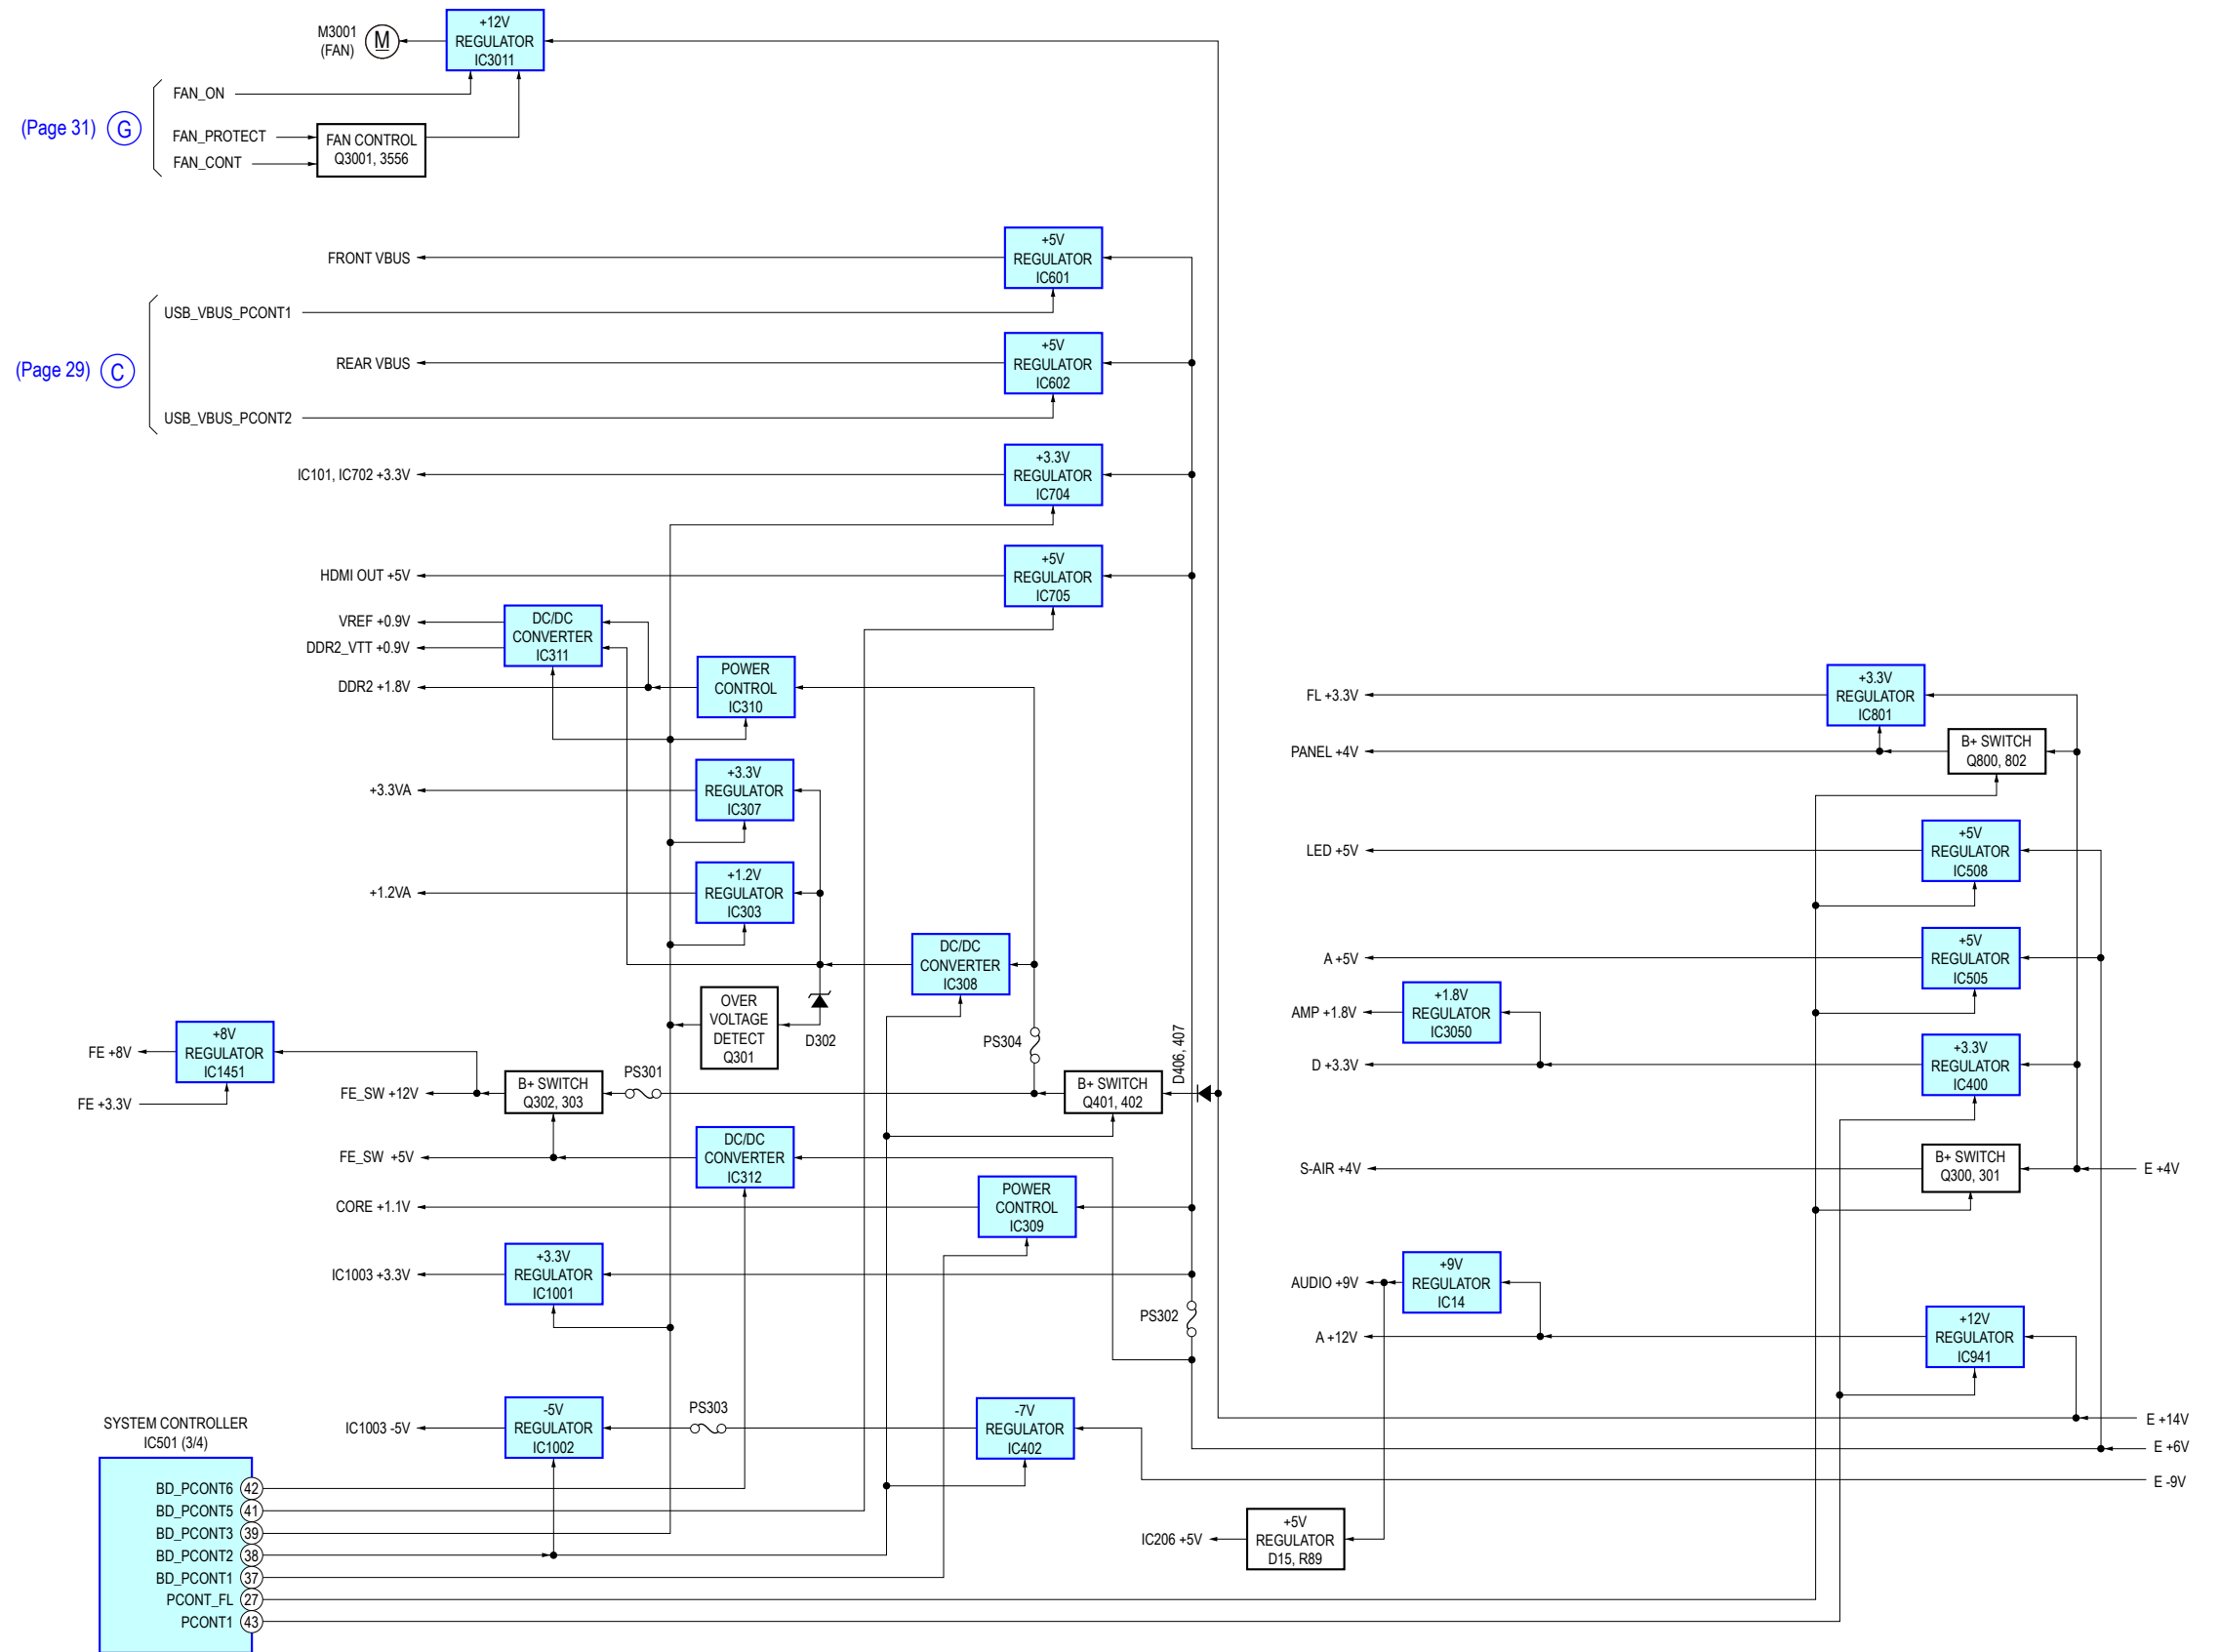 +12V
REGULATOR
IC3011
M3001
(FAN)
M
FAN_ON
(Page 31) G
FAN_PROTECT
FAN_CONT
FAN CONTROL
Q3001, 3556
+5V
REGULATOR
IC601
FRONT VBUS
USB_VBUS_PCONT1
+5V
REGULATOR
IC602
REAR VBUS
(Page 29) C
USB_VBUS_PCONT2
+3.3V
REGULATOR
IC704
IC101, IC702 +3.3V
+5V
REGULATOR
IC705
HDMI OUT +5V
VREF +0.9V
DDR2_VTT +0.9V
DC/DC
CONVERTER
IC311
DDR2 +1.8V
POWER
CONTROL
IC310
+3.3VA
+3.3V
REGULATOR
IC307
+1.2VA
+1.2V
REGULATOR
IC303
DC/DC
CONVERTER
IC308
OVER
VOLTAGE
DETECT
Q301
D302
PS304
D406, 407
FE +8V
+8V
REGULATOR
IC1451
FE +3.3V
FE_SW +12V
B+ SWITCH
Q302, 303
PS301
B+ SWITCH
Q401, 402
FE_SW +5V
DC/DC
CONVERTER
IC312
CORE +1.1V
POWER
CONTROL
IC309
IC1003 +3.3V
+3.3V
REGULATOR
IC1001
PS302
IC1003 -5V
-5V
REGULATOR
IC1002
PS303
-7V
REGULATOR
IC402
SYSTEM CONTROLLER
IC501 (3/4)
BD_PCONT6 42
BD_PCONT5 41
BD_PCONT3 39
BD_PCONT2 38
BD_PCONT1 37
PCONT_FL 27
PCONT1 43
FL +3.3V
+3.3V
REGULATOR
IC801
PANEL +4V
B+ SWITCH
Q800, 802
LED +5V
+5V
REGULATOR
IC508
A +5V
+5V
REGULATOR
IC505
AMP +1.8V
+1.8V
REGULATOR
IC3050
D +3.3V
+3.3V
REGULATOR
IC400
S-AIR +4V
B+ SWITCH
Q300, 301
E +4V
AUDIO +9V
+9V
REGULATOR
IC14
A +12V
+12V
REGULATOR
IC941
E +14V
E +6V
E -9V
IC206 +5V
+5V
REGULATOR
D15, R89